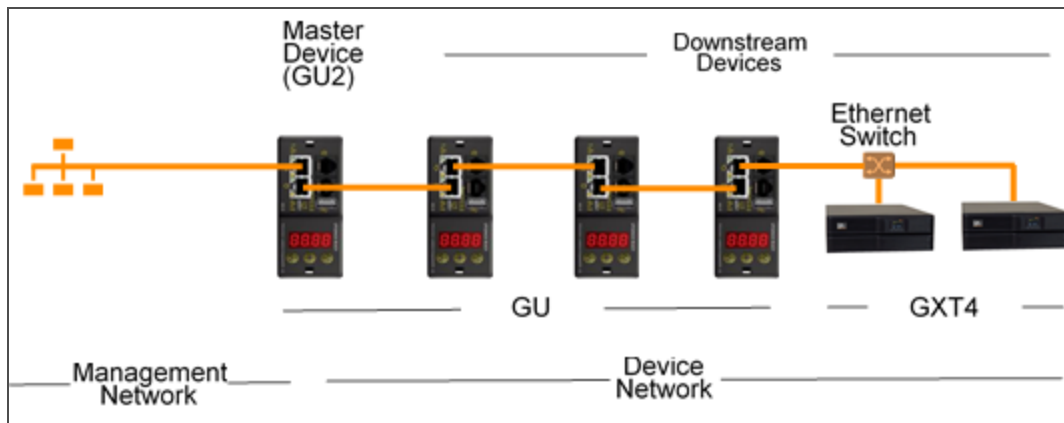 Master
Device
(GU2)
Downstream
Devices
Ethernet
Switch
GU
GXT4
Management
Network
Device
Network